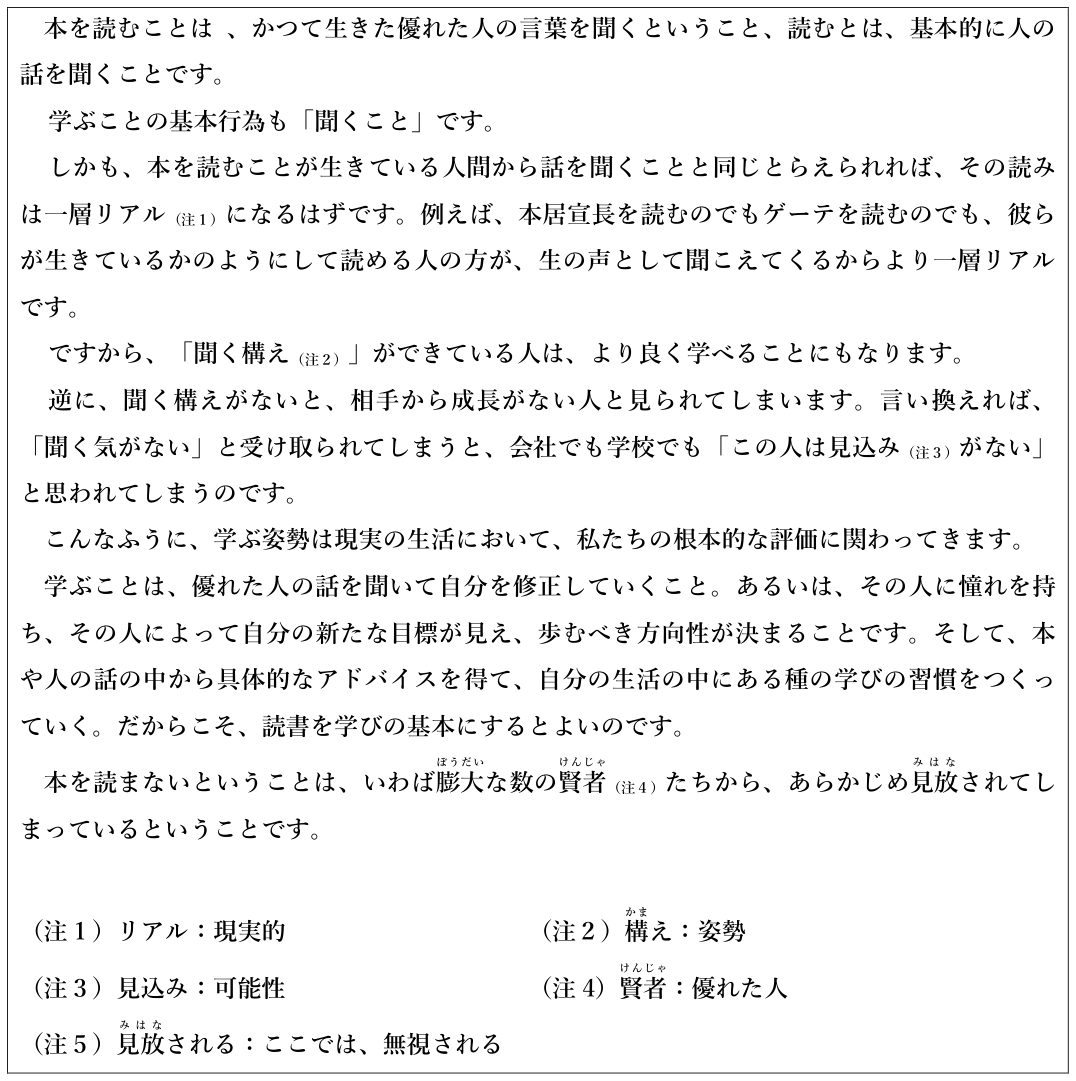 本を読むことは 、かつて生きた優れた人の言葉を聞くということ、読むとは、基本的に人の
話を聞くことです。
学ぶことの基本行為も「聞くこと」です。
しかも、本を読むことが生きている人間から話を聞くことと同じとらえられれば、その読み
は一層リアル（注１）になるはずです。例えば、本居宣長を読むのでもゲーテを読むのでも、彼ら
が生きているかのようにして読める人の方が、生の声として聞こえてくるからより一層リアル
です。
ですから、「聞く構え（注２）」ができている人は、より良く学べることにもなります。
逆に、聞く構えがないと、相手から成長がない人と見られてしまいます。言い換えれば、
「聞く気がない」と受け取られてしまうと、会社でも学校でも「この人は見込み（注３）がない」
と思われてしまうのです。
こんなふうに、学ぶ姿勢は現実の生活において、私たちの根本的な評価に関わってきます。
学ぶことは、優れた人の話を聞いて自分を修正していくこと。あるいは、その人に憧れを持
ち、その人によって自分の新たな目標が見え、歩むべき方向性が決まることです。そして、本
や人の話の中から具体的なアドバイスを得て、自分の生活の中にある種の学びの習慣をつくっ
ていく。だからこそ、読書を学びの基本にするとよいのです。
ぼうだい けんじゃ みはな
本を読まないということは、いわば膨大な数の賢者（注４）たちから、あらかじめ見放されてし
まっているということです。
かま
（注１）リアル：現実的 （注２）構え：姿勢
けんじゃ
（注３）見込み：可能性 （注 4）賢者：優れた人
みはな
（注５）見放される：ここでは、無視される